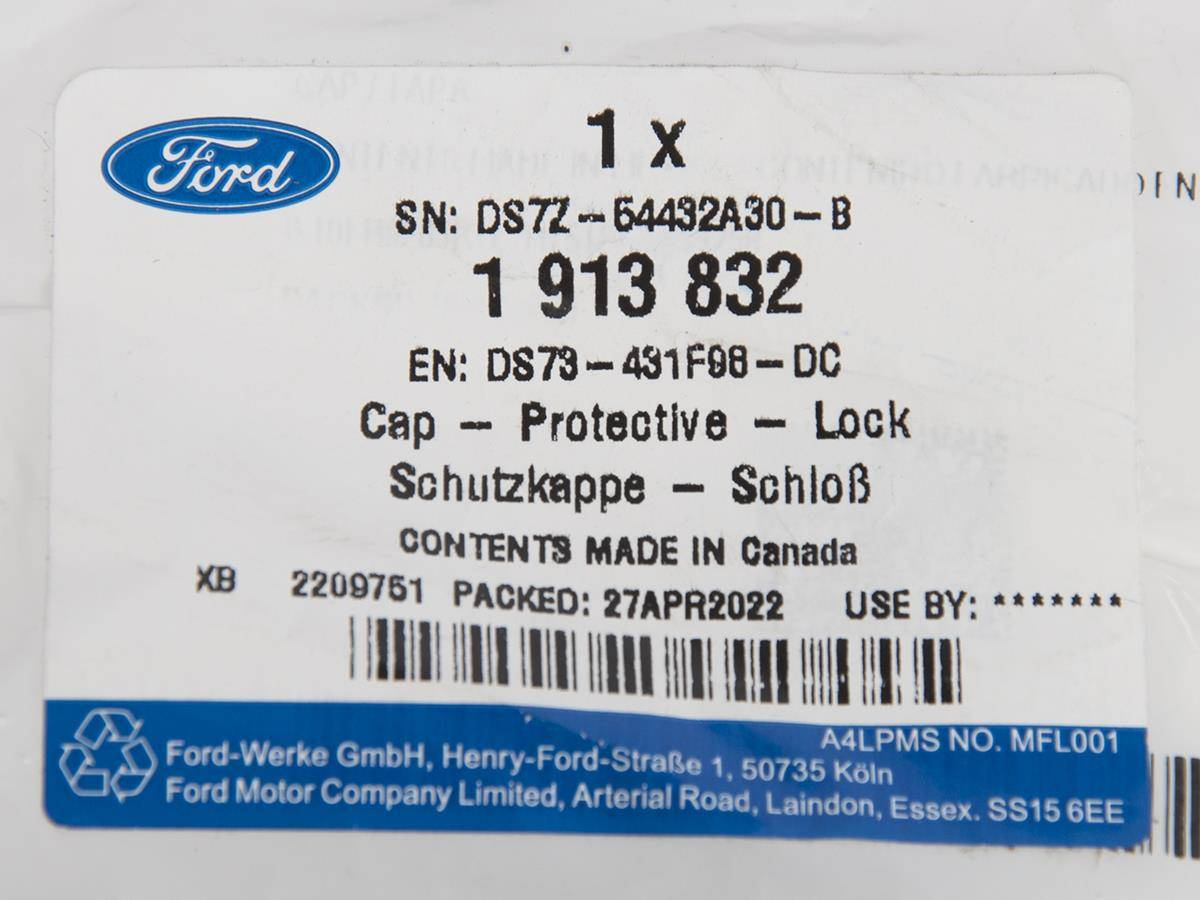 Ford
1 x
SN: DS7Z-54432A30-B
1 913 832
EN: DS73-431F98-DC
Cap - Protective - Lock
Schutzkappe - Schloß
CONTENTS MADE IN Canada
XB 2209751 PACKED: 27APR2022 USE BY: *******
A4LPMS NO. MFL001
Ford-Werke GmbH, Henry-Ford-Straße 1, 50735 Köln
Ford Motor Company Limited, Arterial Road, Laindon, Essex. SS15 6EE